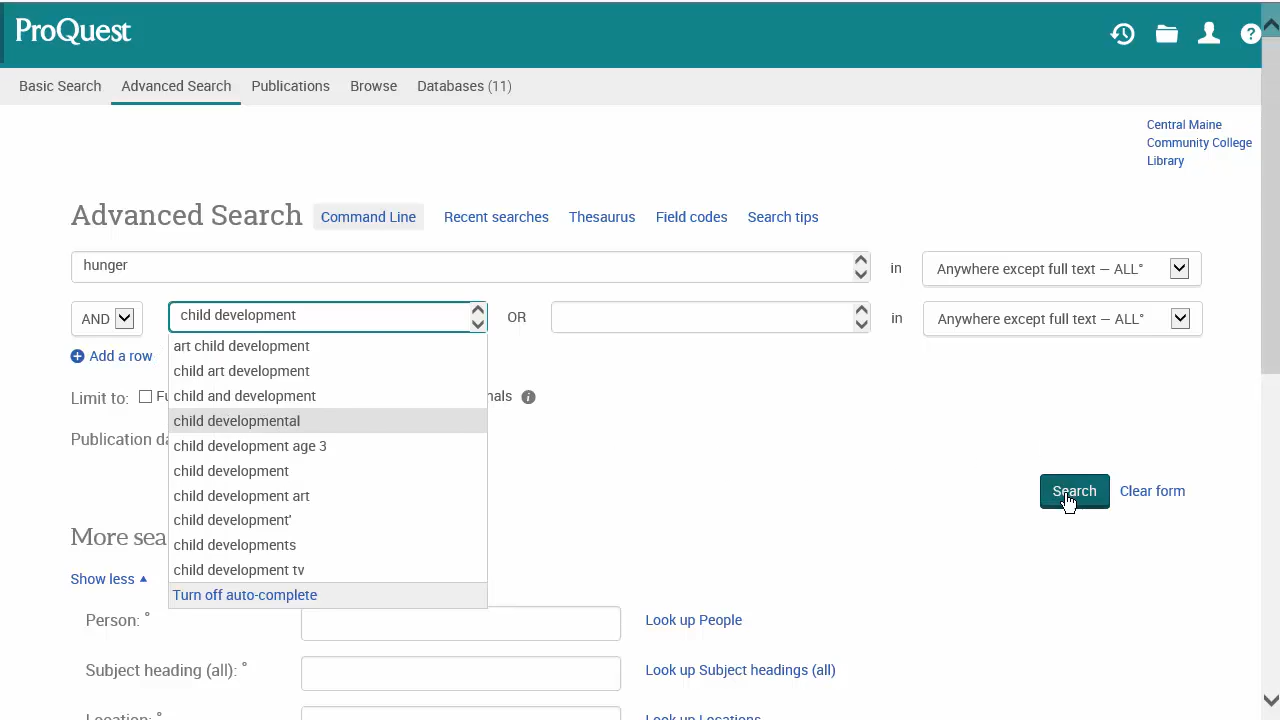 ProQuest
?
Basic Search Advanced Search Publications Browse Databases (11)
Central Maine
Community College
Library
Advanced Search Command Line Recent searches Thesaurus Field codes Search tips
hunger in Anywhere except full text — ALL°
AND child development OR in Anywhere except full text — ALL°
Add a row
art child development
child art development
child and development
Limit to:
i
child developmental
Publication
child development age 3
child development
child development art
Search Clear form
child development'
More
child developments
child development tv
Show less
Turn off auto-complete
Person: ° Look up People
Subject heading (all): ° Look up Subject headings (all)
Location: ° Look up Locations